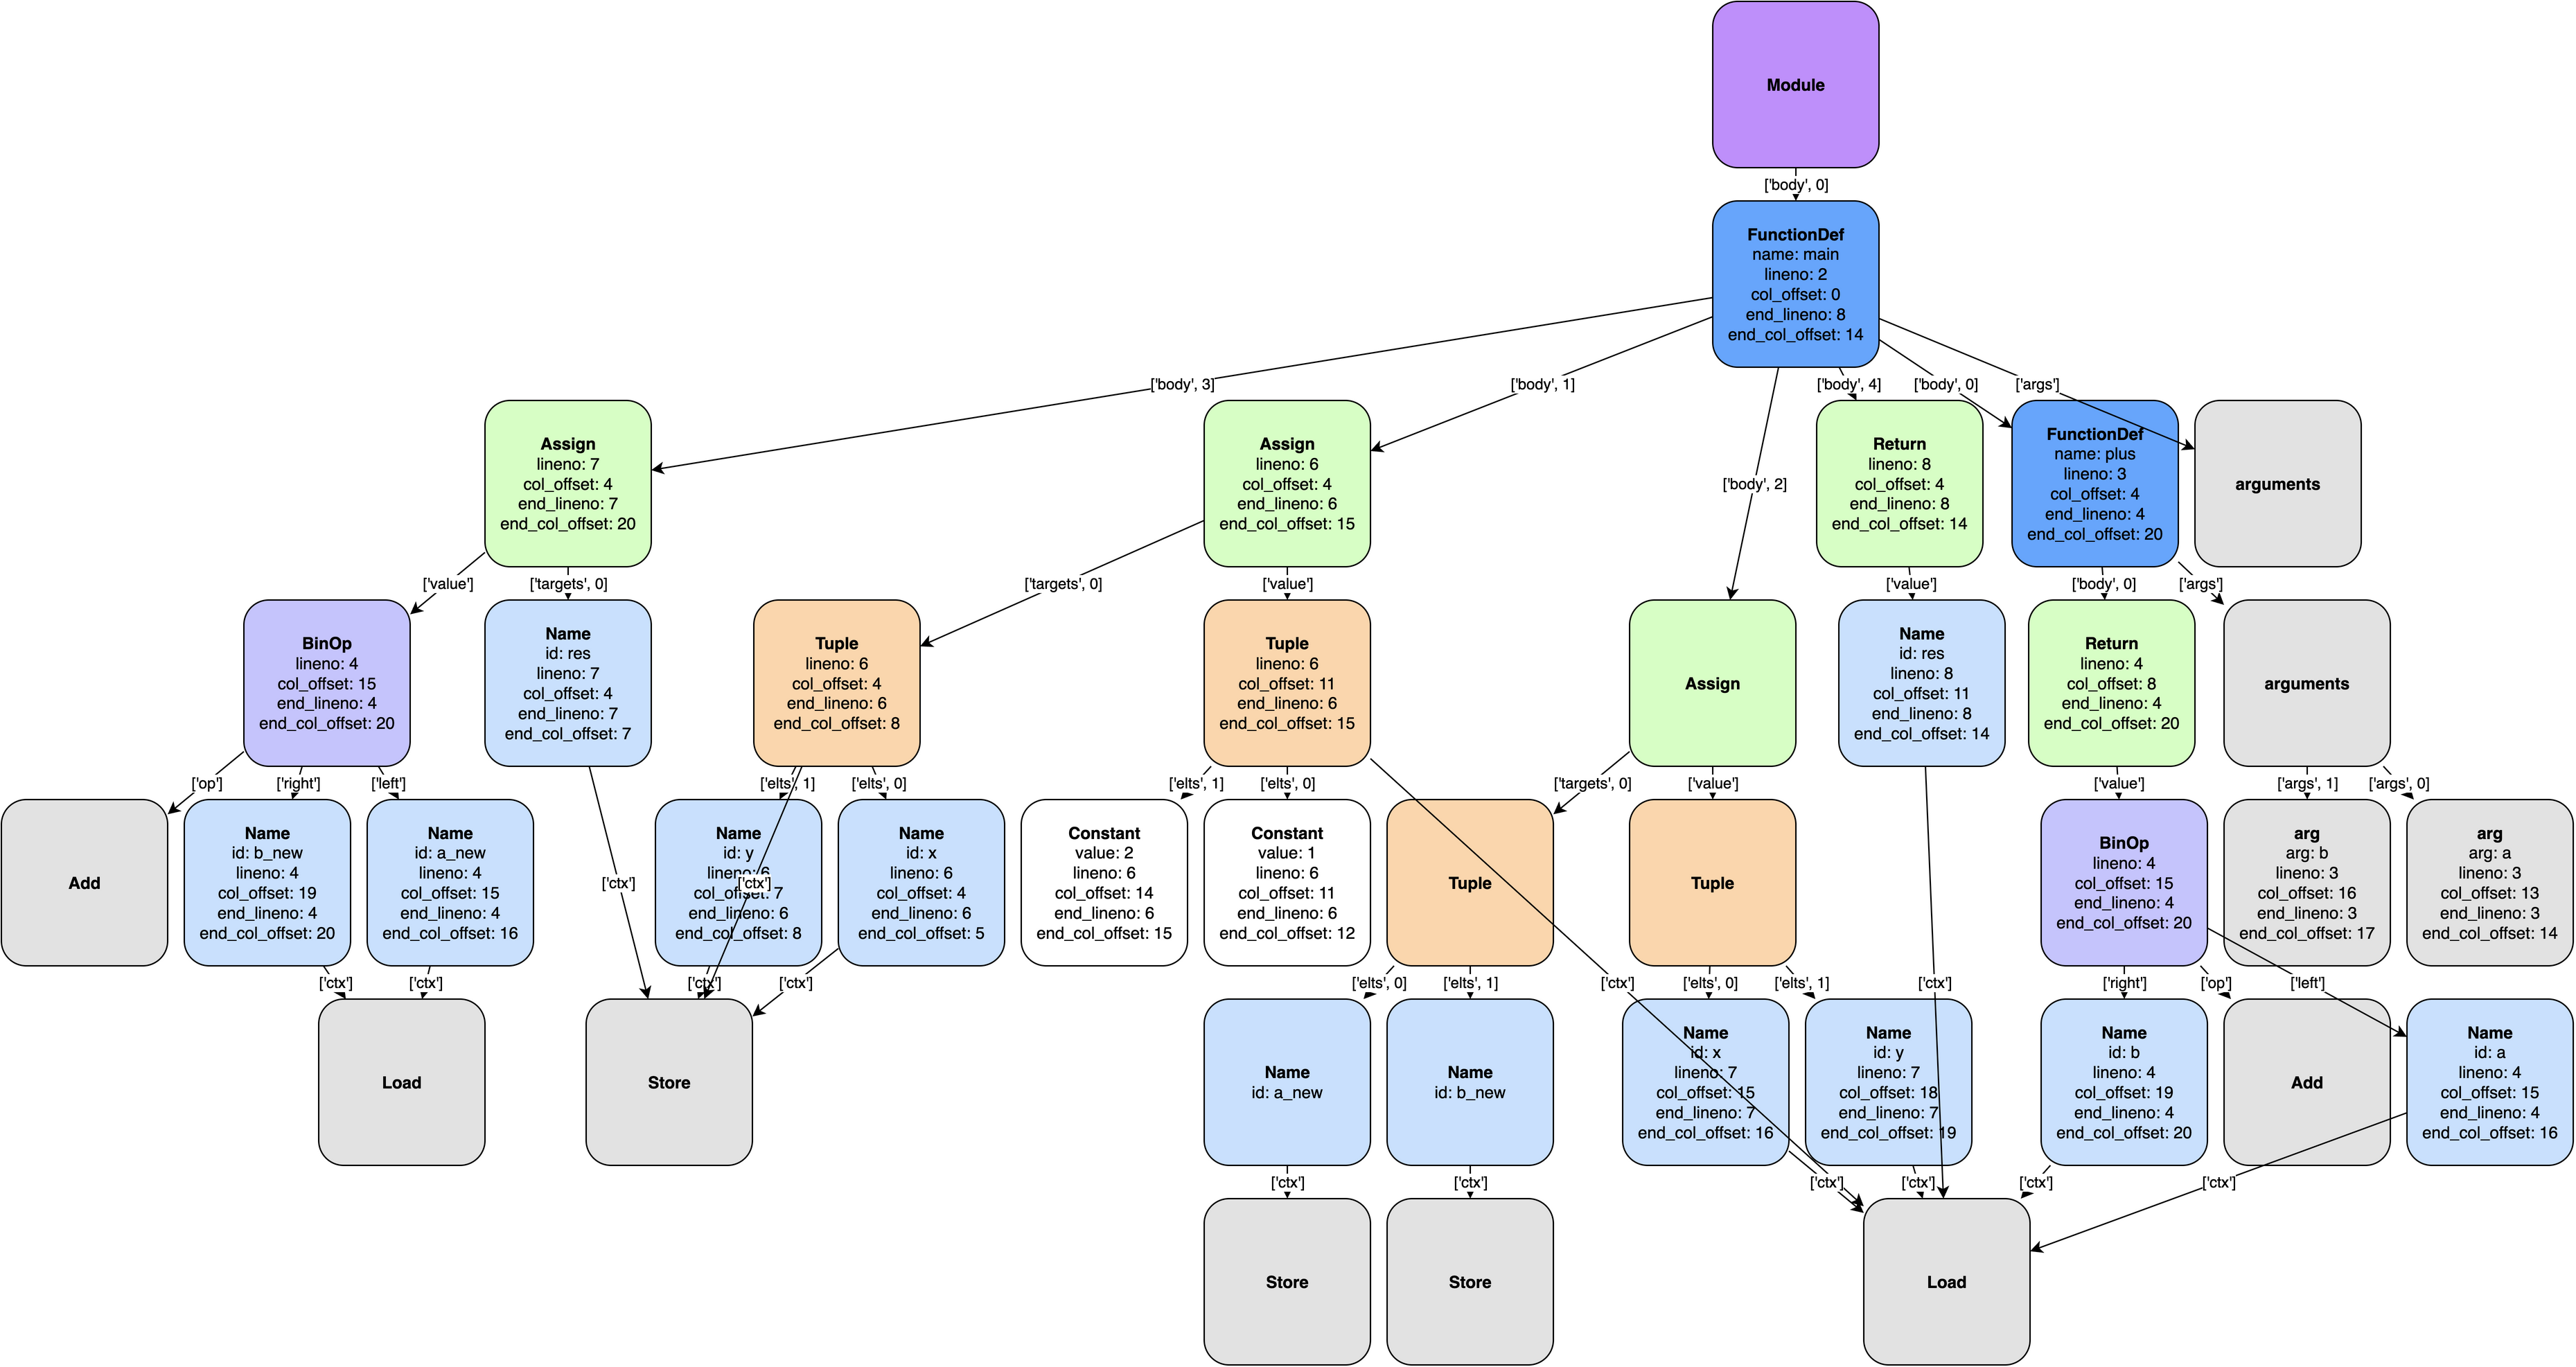 Module
['body', 0]
FunctionDef
name: main
lineno: 2
col_offset: 0
end_lineno: 8
end_col_offset: 14
['body', 3]
['body', 1]
['body', 4]
['body', 0]
['args']
Assign
lineno: 7
col_offset: 4
end_lineno: 7
end_col_offset: 20
Assign
lineno: 6
col_offset: 4
end_lineno: 6
end_col_offset: 15
['body', 2]
Return
lineno: 8
col_offset: 4
end_lineno: 8
end_col_offset: 14
FunctionDef
name: plus
lineno: 3
col_offset: 4
end_lineno: 4
end_col_offset: 20
arguments
['value']
['targets', 0]
['targets', 0]
['value']
['value']
['body', 0]
['args']
BinOp
lineno: 4
col_offset: 15
end_lineno: 4
end_col_offset: 20
Name
id: res
lineno: 7
col_offset: 4
end_lineno: 7
end_col_offset: 7
Tuple
lineno: 6
col_offset: 4
end_lineno: 6
end_col_offset: 8
Tuple
lineno: 6
col_offset: 11
end_lineno: 6
end_col_offset: 15
Assign
Name
id: res
lineno: 8
col_offset: 11
end_lineno: 8
end_col_offset: 14
Return
lineno: 4
col_offset: 8
end_lineno: 4
end_col_offset: 20
arguments
['op']
['right']
['left']
['elts', 1]
['elts', 0]
['elts', 1]
['elts', 0]
['targets', 0]
['value']
['value']
['args', 1]
['args', 0]
Add
Name
id: b_new
lineno: 4
col_offset: 19
end_lineno: 4
end_col_offset: 20
Name
id: a_new
lineno: 4
col_offset: 15
end_lineno: 4
end_col_offset: 16
['ctx']
Name
id: y
lineno: 6
col_offset: 7
end_lineno: 6
end_col_offset: 8
['ctx']
Name
id: x
lineno: 6
col_offset: 4
end_lineno: 6
end_col_offset: 5
Constant
value: 2
lineno: 6
col_offset: 14
end_lineno: 6
end_col_offset: 15
Constant
value: 1
lineno: 6
col_offset: 11
end_lineno: 6
end_col_offset: 12
Tuple
Tuple
BinOp
lineno: 4
col_offset: 15
end_lineno: 4
end_col_offset: 20
arg
arg: b
lineno: 3
col_offset: 16
end_lineno: 3
end_col_offset: 17
arg
arg: a
lineno: 3
col_offset: 13
end_lineno: 3
end_col_offset: 14
['ctx']
['ctx']
['ctx']
['ctx']
['elts', 0]
['elts', 1]
['ctx']
['elts', 0]
['elts', 1]
['ctx']
['right']
['op']
['left']
Load
Store
Name
id: a_new
Name
id: b_new
Name
id: x
lineno: 7
col_offset: 15
end_lineno: 7
end_col_offset: 16
Name
id: y
lineno: 7
col_offset: 18
end_lineno: 7
end_col_offset: 19
Name
id: b
lineno: 4
col_offset: 19
end_lineno: 4
end_col_offset: 20
Add
Name
id: a
lineno: 4
col_offset: 15
end_lineno: 4
end_col_offset: 16
['ctx']
['ctx']
['ctx']
['ctx']
['ctx']
['ctx']
Store
Store
Load